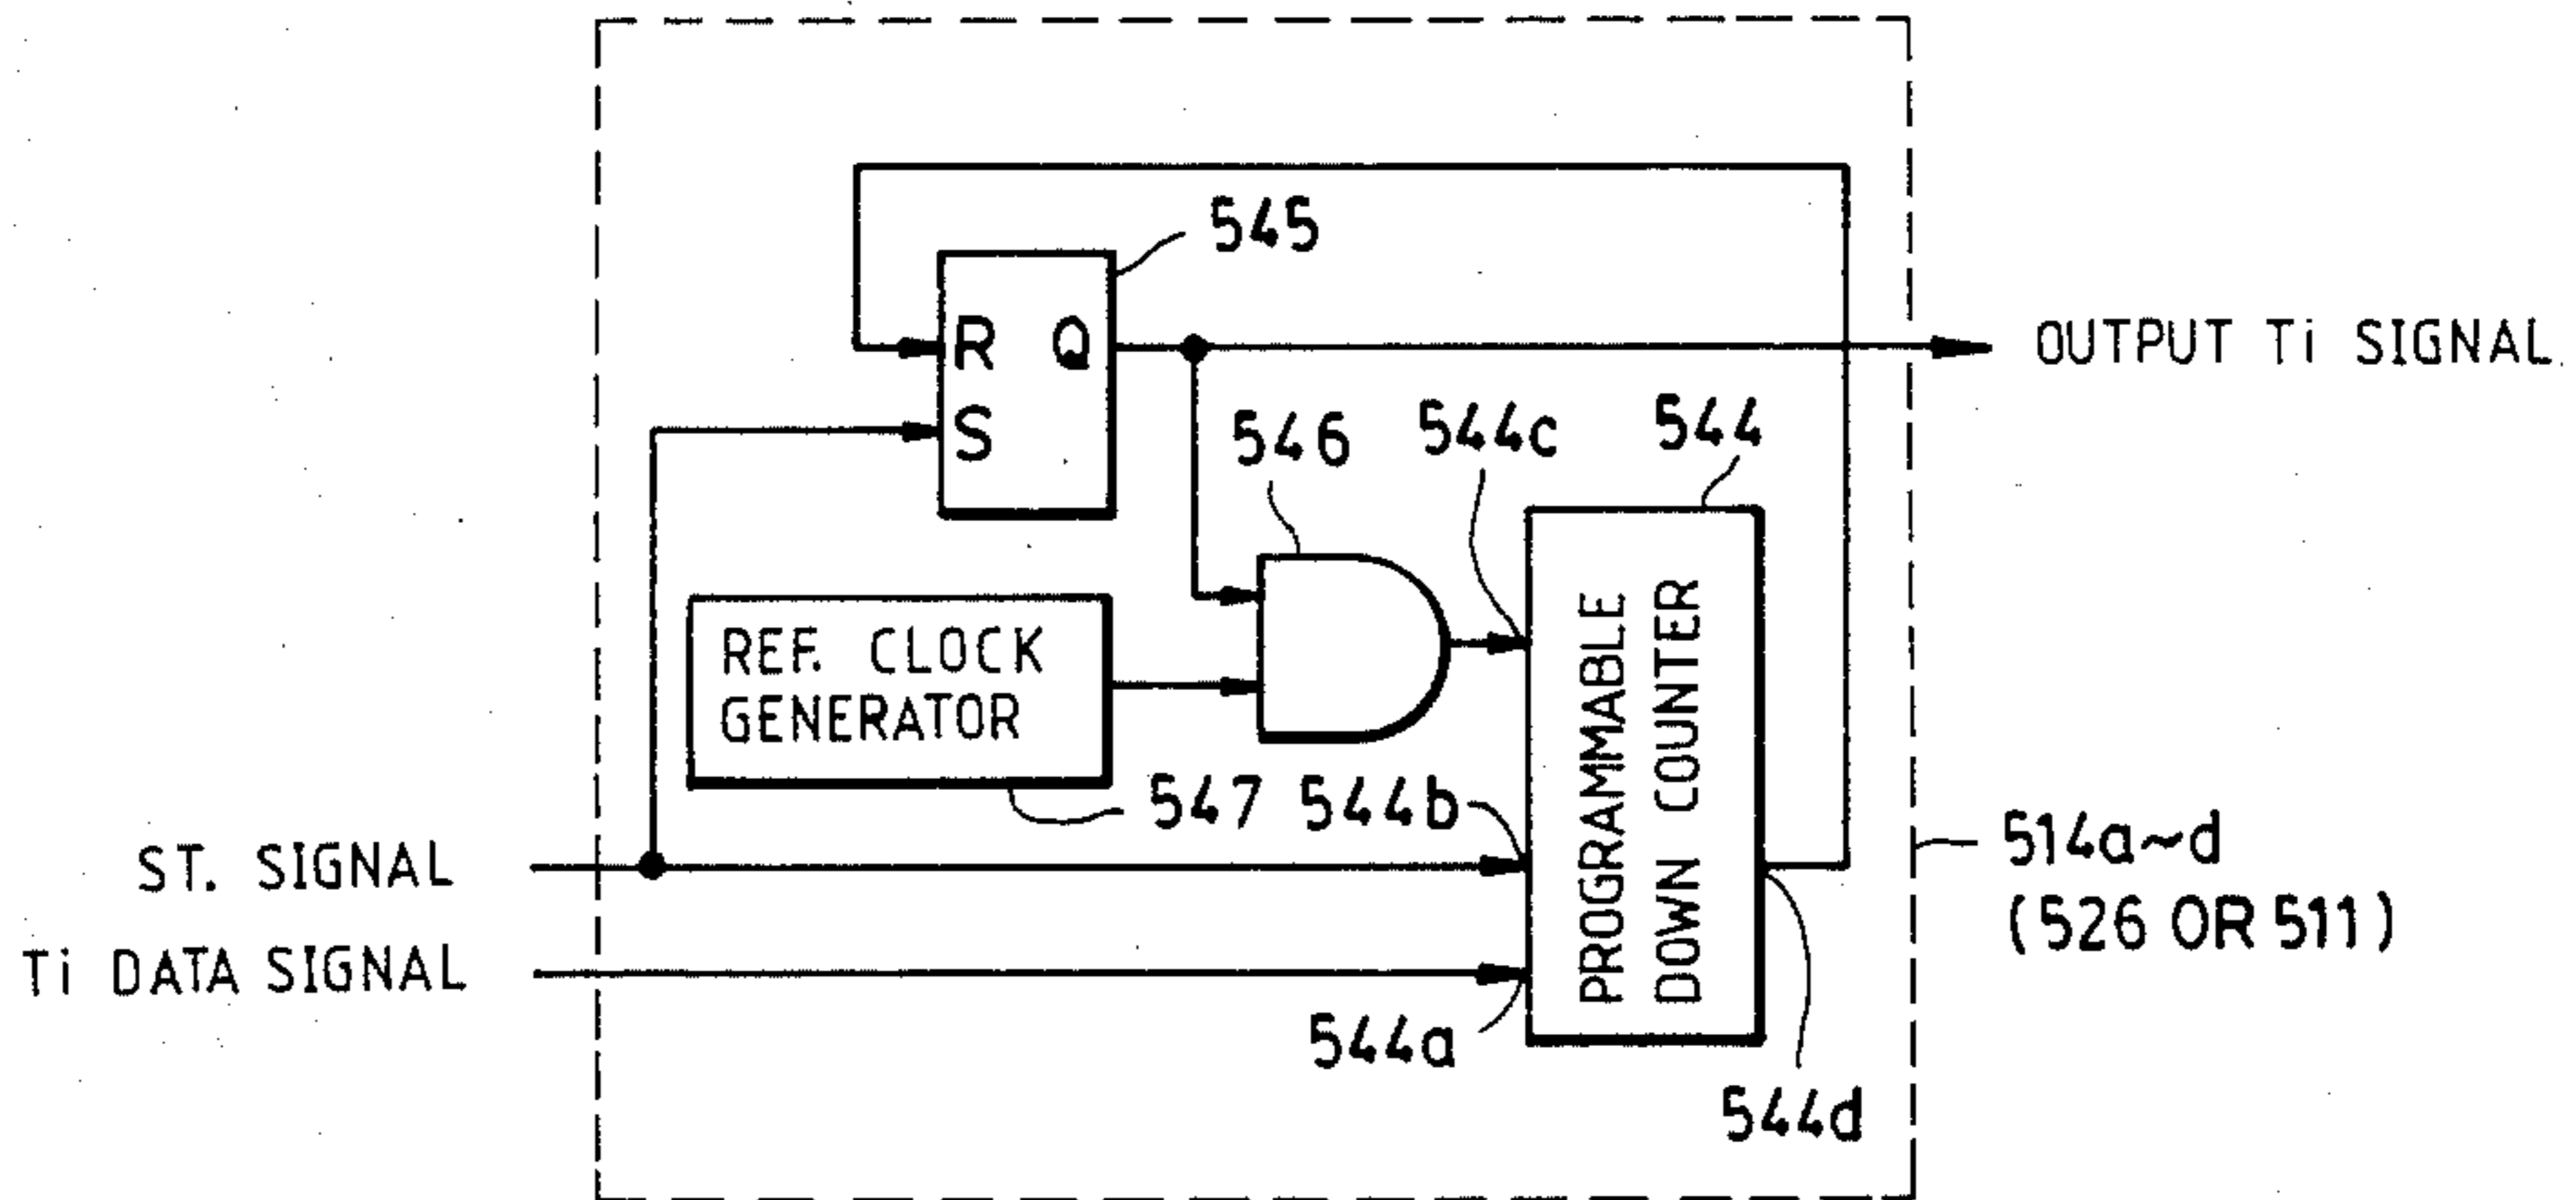 545
R Q
S
OUTPUT Ti SIGNAL
546
544c
544
REF. CLOCK
GENERATOR
PROGRAMMABLE
DOWN COUNTER
547
544b
ST. SIGNAL
514a~d
(526 OR 511)
Ti DATA SIGNAL
544a
544d